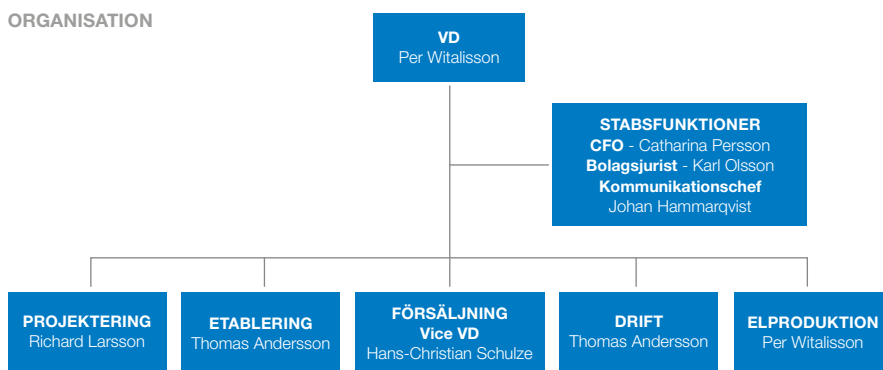 ORGANISATION
VD
Per Witalisson
STABSFUNKTIONER
CFO - Catharina Persson
Bolagsjurist - Karl Olsson
Kommunikationschef
Johan Hammarqvist
PROJEKTERING
Richard Larsson
ETABLERING
Thomas Andersson
FÖRSÄLJNING
Vice VD
Hans-Christian Schulze
DRIFT
Thomas Andersson
ELPRODUKTION
Per Witalisson